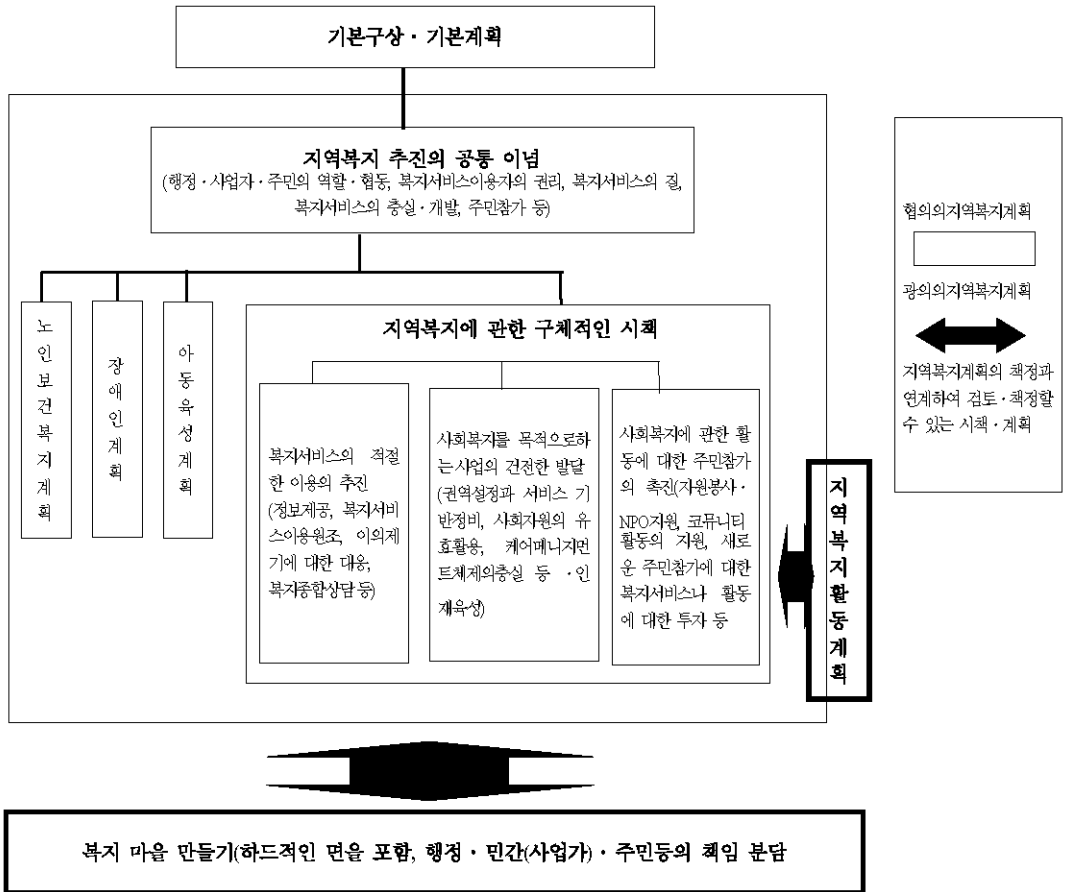 기본구상・기본계획
지역복지 추진의 공통 이념
(행정・사업자・주민의 역할・협동, 복지서비스이용자의 권리, 복지서비스의 질,
복지서비스의 충실・개발, 주민참가 등)
노인보건복지계획
장애인계획
아동육성계획
지역복지에 관한 구체적인 시책
복지서비스의 적절
한 이용의 추진
(정보제공, 복지서비
스이용원조, 이의제
기에 대한 대응,
복지종합상담 등)
사회복지를 목적으로하
는사업의 건전한 발달
(권역설정과 서비스 기
반정비, 사회자원의 유
효활용, 케어메니지먼
트체제의충실 등 ・인
재육성)
사회복지에 관한 활
동에 대한 주민참가
의 촉진(자원봉사・
NPO지원, 코뮤니티
활동의 지원, 새로
운 주민참가에 대한
복지서비스나 활동
에 대한 투자 등
지역복지활동계획
협의의지역복지계획
광의의지역복지계획
지역복지계획의 책정과
연계하여 검토・책정할
수 있는 시책・계획
복지 마을 만들기(하드적인 면을 포함, 행정・민간(사업가)・주민등의 책임 분담